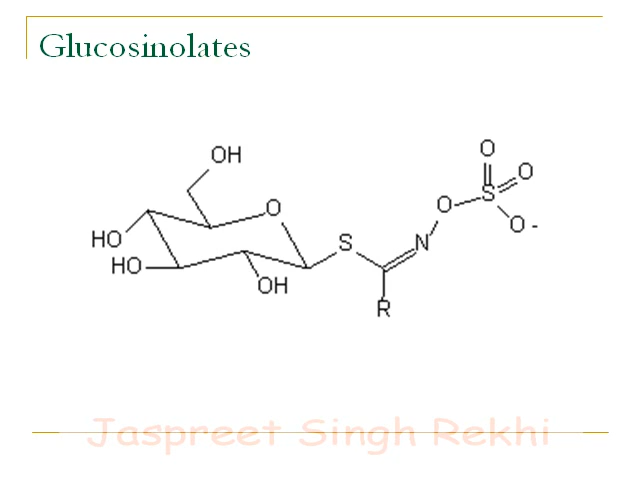 Glucosinolates
OH
O
O
O
S
O -
HO
O
S
N
HO
OH
R
Jaspreet Singh Rekhi